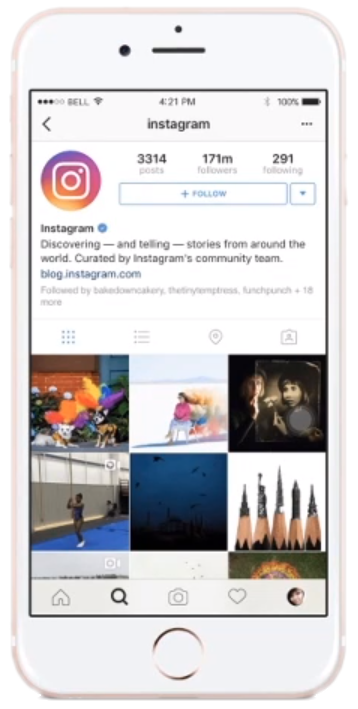 BELL 4:21 PM 100%
instagram
3314 171m 291
posts followers following
+ FOLLOW
Instagram
Discovering — and telling — stories from around the
world. Curated by Instagram's community team.
blog.instagram.com
Followed by bakedowncakery, thetinytemptress, funchpunch + 18
more